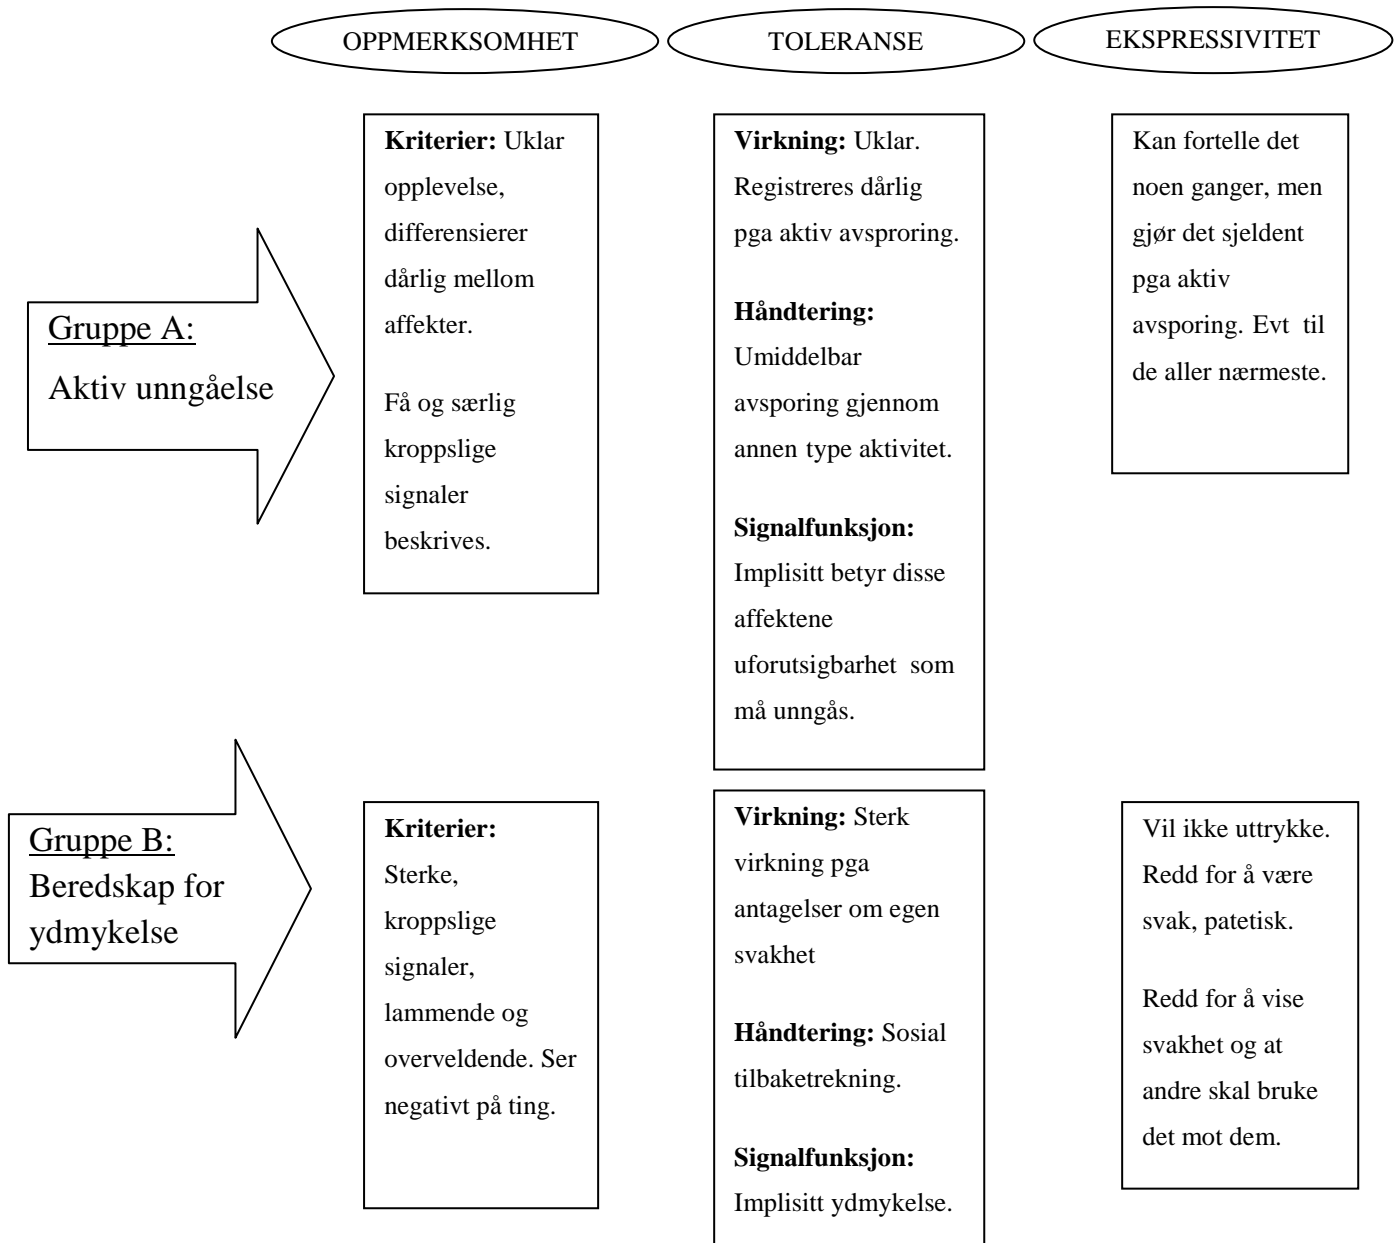 OPPMERKSOMHET
TOLERANSE
EKSPRESSIVITET
Gruppe A:
Aktiv unngåelse
Kriterier: Uklar
opplevelse,
differensierer
dårlig mellom
affekter.
Få og særlig
kroppslige
signaler
beskrives.
Virkning: Uklar.
Registreres dårlig
pga aktiv avsproring.
Håndtering:
Umiddelbar
avsporing gjennom
annen type aktivitet.
Signalfunksjon:
Implisitt betyr disse
affektene
uforutsigbarhet som
må unngås.
Kan fortelle det
noen ganger, men
gjør det sjeldent
pga aktiv
avsporing. Evt til
de aller nærmeste.
Gruppe B:
Beredskap for
ydmykelse
Kriterier:
Sterke,
kroppslige
signaler,
lammende og
overveldende. Ser
negativt på ting.
Virkning: Sterk
virkning pga
antagelser om egen
svakhet
Håndtering: Sosial
tilbaketrekning.
Signalfunksjon:
Implisitt ydmykelse.
Vil ikke uttrykke.
Redd for å være
svak, patetisk.
Redd for å vise
svakhet og at
andre skal bruke
det mot dem.